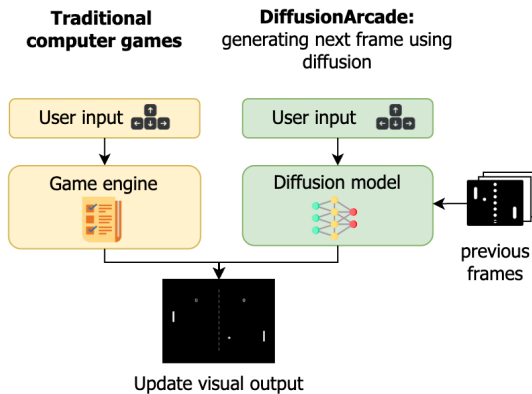 Traditional
computer games
DiffusionArcade:
generating next frame using
diffusion
User input
User input
Game engine
Diffusion model
previous
frames
Update visual output